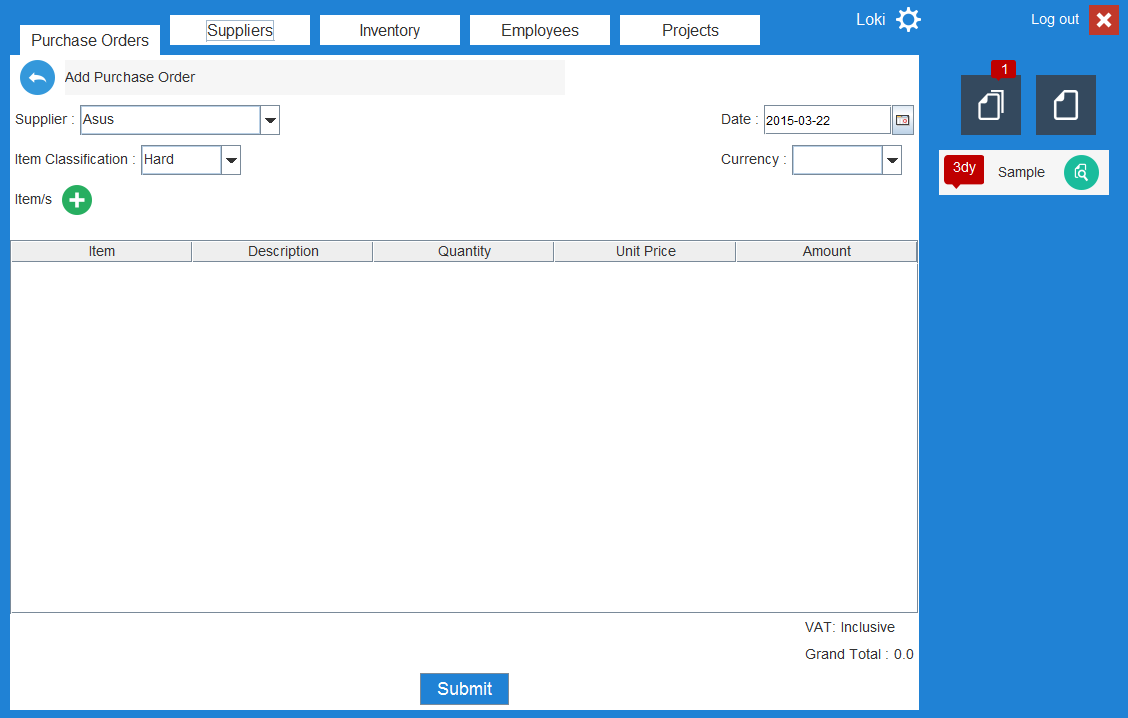 Purchase Orders
Suppliers
Inventory
Employees
Projects
Loki
Log out
Add Purchase Order
1
Supplier : Asus
Date : 2015-03-22
Item Classification : Hard
Currency :
3dy
Sample
Item/s
Item Description Quantity Unit Price Amount
VAT: Inclusive
Grand Total : 0.0
Submit